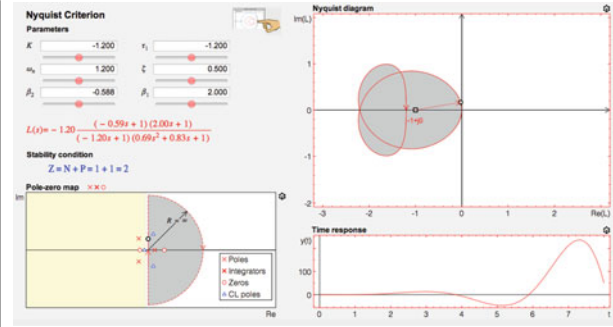 Nyquist Criterion
Parameters
K -1.200 τ₁ -1.200
ωₙ 1.200 ζ 0.500
β₂ -0.588 β₁ 2.000
L(s)= -1.20 (-0.59s + 1)(2.00s + 1)
(-1.20s + 1)(0.69s² + 0.83s + 1)
Stability condition
Z = N + P = 1 + 1 = 2
Pole-zero map × × ○
Im
R = ∞
× Poles
× Integrators
○ Zeros
△ CL poles
Re
Nyquist diagram
Im(L)
2
1
0
-1
-2
-1+j0
-3 -2 -1 0 1 2 Re(L)
Time response
y(t)
100
0
0 1 2 3 4 5 6 7 t